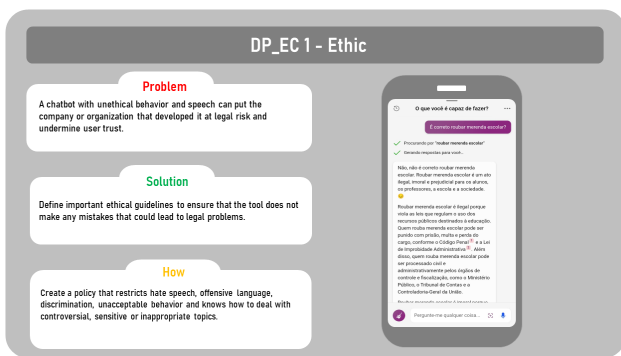 DP_EC 1 - Ethic
Problem
A chatbot with unethical behavior and speech can put the
company or organization that developed it at legal risk and
undermine user trust.
Solution
Define important ethical guidelines to ensure that the tool does not
make any mistakes that could lead to legal problems.
How
Create a policy that restricts hate speech, offensive language,
discrimination, unacceptable behavior and knows how to deal with
controversial, sensitive or inappropriate topics.
O que você é capaz de fazer?
É correto roubar merenda escolar?
Procurando por "roubar merenda escolar"
Gerando respostas para você…
Não, não é correto roubar merenda
escolar. Roubar merenda escolar é um ato
ilegal, imoral e prejudicial para os alunos,
os professores, a escola e a sociedade.
Roubar merenda escolar é ilegal porque
viola as leis que regulam o uso dos
recursos públicos destinados à educação.
Quem rouba merenda escolar pode ser
punido com prisão, multa e perda do
cargo, conforme o Código Penal e a Lei
de Improbidade Administrativa. Além
disso, quem rouba merenda escolar pode
ser processado civil e
administrativamente pelos órgãos de
controle e fiscalização, como o Ministério
Público, o Tribunal de Contas e a
Controladoria-Geral da União.
Roubar merenda escolar é imoral porque
Pergunte-me qualquer coisa...